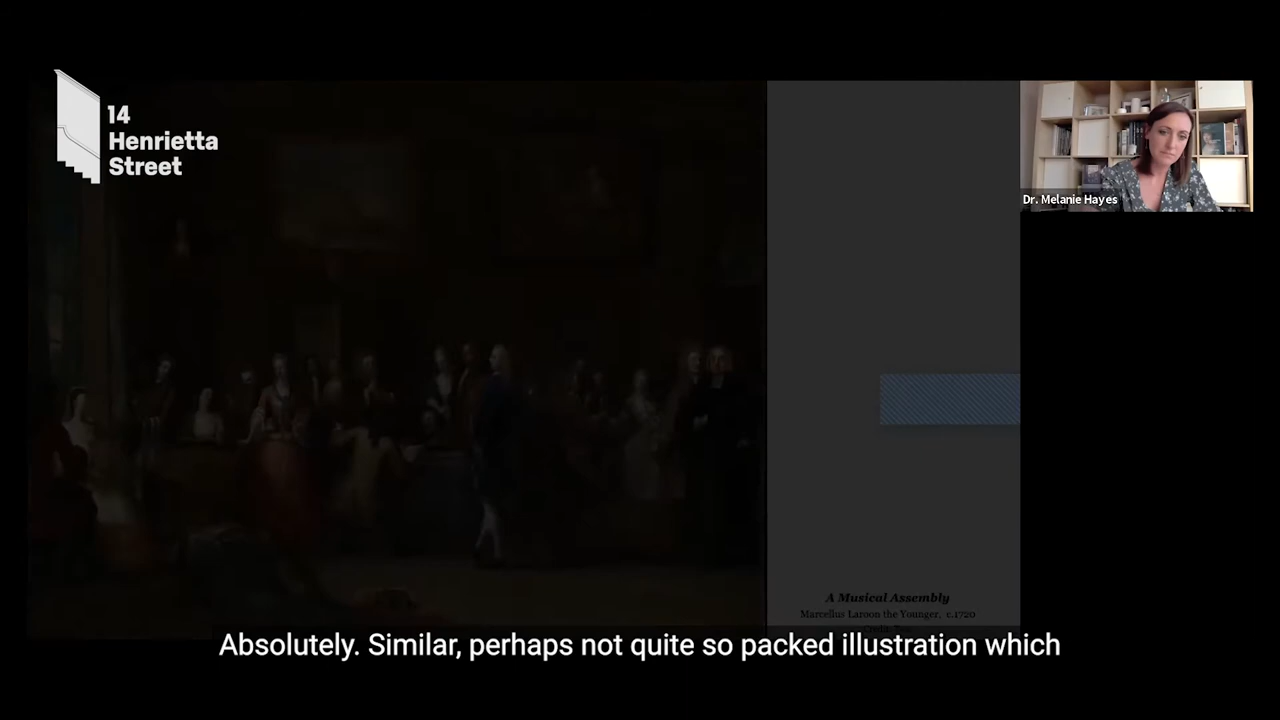 14
Henrietta
Street
Dr. Melanie Hayes
A Musical Assembly
Marcellus Laroon the Younger, c.1720
Absolutely. Similar, perhaps not quite so packed illustration which